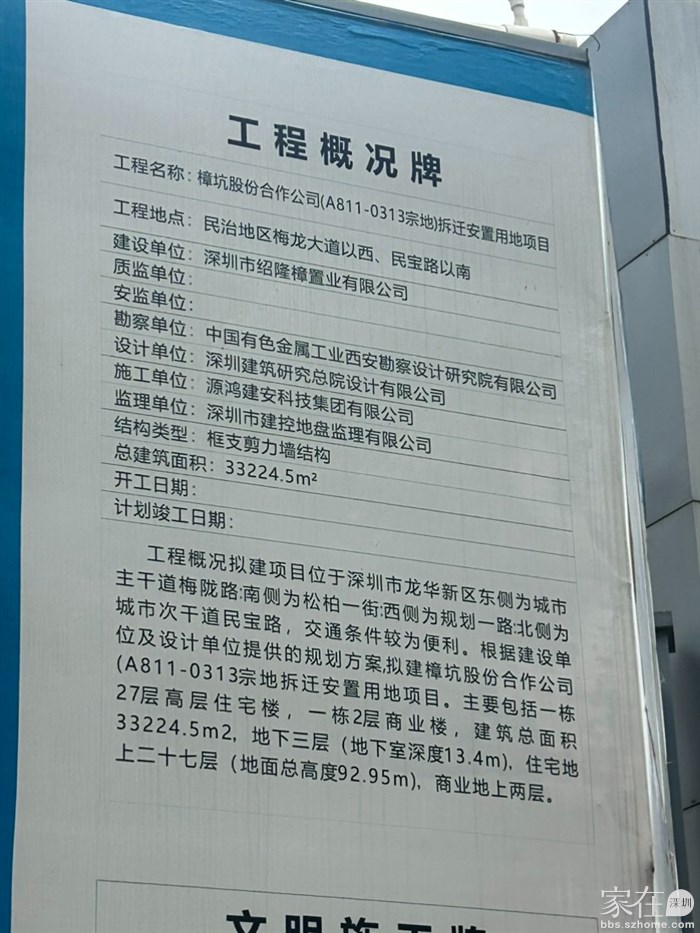 工程概况牌
工程名称：樟坑股份合作公司(A811-0313宗地)拆迁安置用地项目
工程地点：民治地区梅龙大道以西、民宝路以南
建设单位：深圳市绍隆樟置业有限公司
质监单位：
安监单位：
勘察单位：中国有色金属工业西安勘察设计研究院有限公司
设计单位：深圳建筑研究总院设计有限公司
施工单位：源鸿建安科技集团有限公司
监理单位：深圳市建控地盘监理有限公司
结构类型：框支剪力墙结构
总建筑面积：33224.5m²
开工日期：
计划竣工日期：
工程概况拟建项目位于深圳市龙华新区东侧为城市
主干道梅陇路:南侧为松柏一街:西侧为规划一路:北侧为
城市次干道民宝路，交通条件较为便利。根据建设单
位及设计单位提供的规划方案,拟建樟坑股份合作公司
(A811-0313宗地拆迁安置用地项目。主要包括一栋
27层高层住宅楼，一栋2层商业楼，建筑总面积
33224.5m2，地下三层（地下室深度13.4m)，住宅地
上二十七层（地面总高度92.95m)，商业地上两层。
文明施工牌
家在深圳
bbs.szhome.com